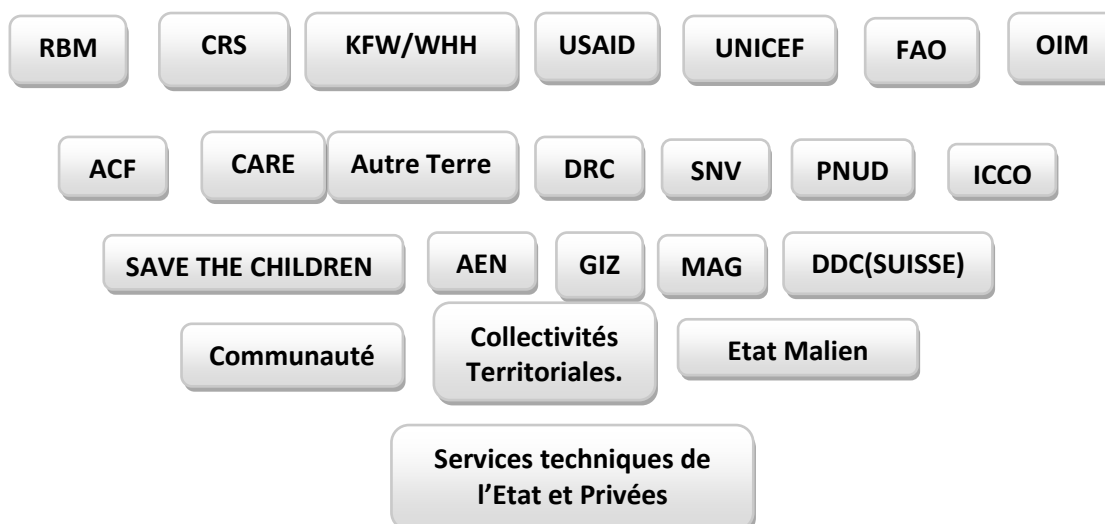 RBM
CRS
KFW/WHH
USAID
UNICEF
FAO
OIM
ACF
CARE
Autre Terre
DRC
SNV
PNUD
ICCO
SAVE THE CHILDREN
AEN
GIZ
MAG
DDC(SUISSE)
Communauté
Collectivités
Territoriales.
Etat Malien
Services techniques de
l’Etat et Privées